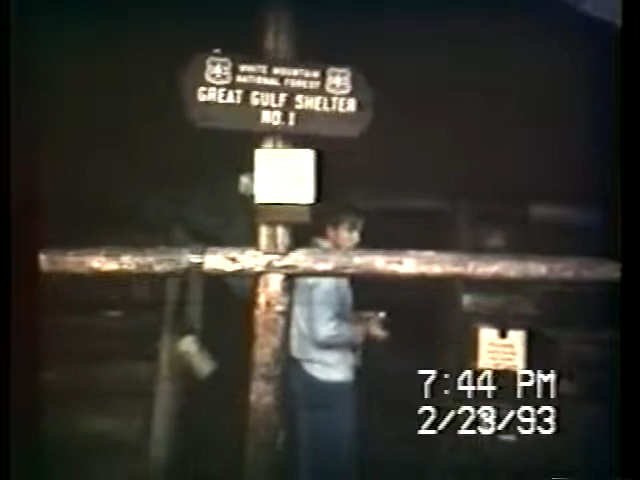 WHITE MOUNTAIN
NATIONAL FOREST
GREAT GULF SHELTER
NO. 1
7:44 PM
2/23/93